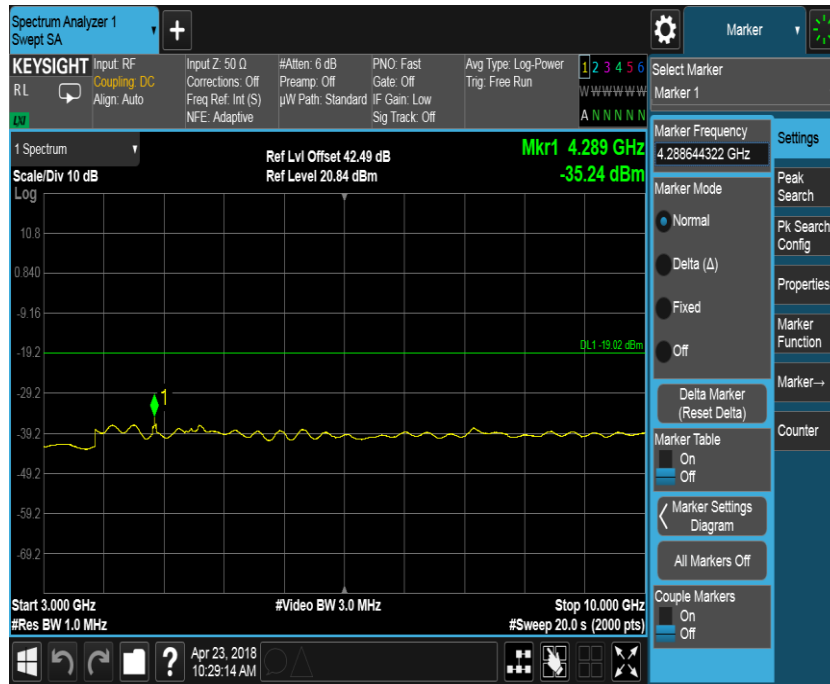 Spectrum Analyzer 1
Swept SA
+
Marker
KEYSIGHT
RL
LXI
Input: RF
Coupling: DC
Align: Auto
Input Z: 50 Ω
Corrections: Off
Freq Ref: Int (S)
NFE: Adaptive
#Atten: 6 dB
Preamp: Off
µW Path: Standard
PNO: Fast
Gate: Off
IF Gain: Low
Sig Track: Off
Avg Type: Log-Power
Trig: Free Run
1 2 3 4 5 6
W W W W W W
A N N N N N
Select Marker
Marker 1
1 Spectrum
Scale/Div 10 dB
Ref Lvl Offset 42.49 dB
Ref Level 20.84 dBm
Mkr1 4.289 GHz
-35.24 dBm
Log
10.8
0.840
-9.16
-19.2
-29.2
-39.2
-49.2
-59.2
-69.2
DL1 -19.02 dBm
1
Start 3.000 GHz
#Res BW 1.0 MHz
#Video BW 3.0 MHz
Stop 10.000 GHz
#Sweep 20.0 s (2000 pts)
Marker Frequency
4.288644322 GHz
Marker Mode
Normal
Delta (Δ)
Fixed
Off
Delta Marker
(Reset Delta)
Marker Table
On
Off
Marker Settings
Diagram
All Markers Off
Couple Markers
On
Off
Settings
Peak
Search
Pk Search
Config
Properties
Marker
Function
Marker→
Counter
?
Apr 23, 2018
10:29:14 AM